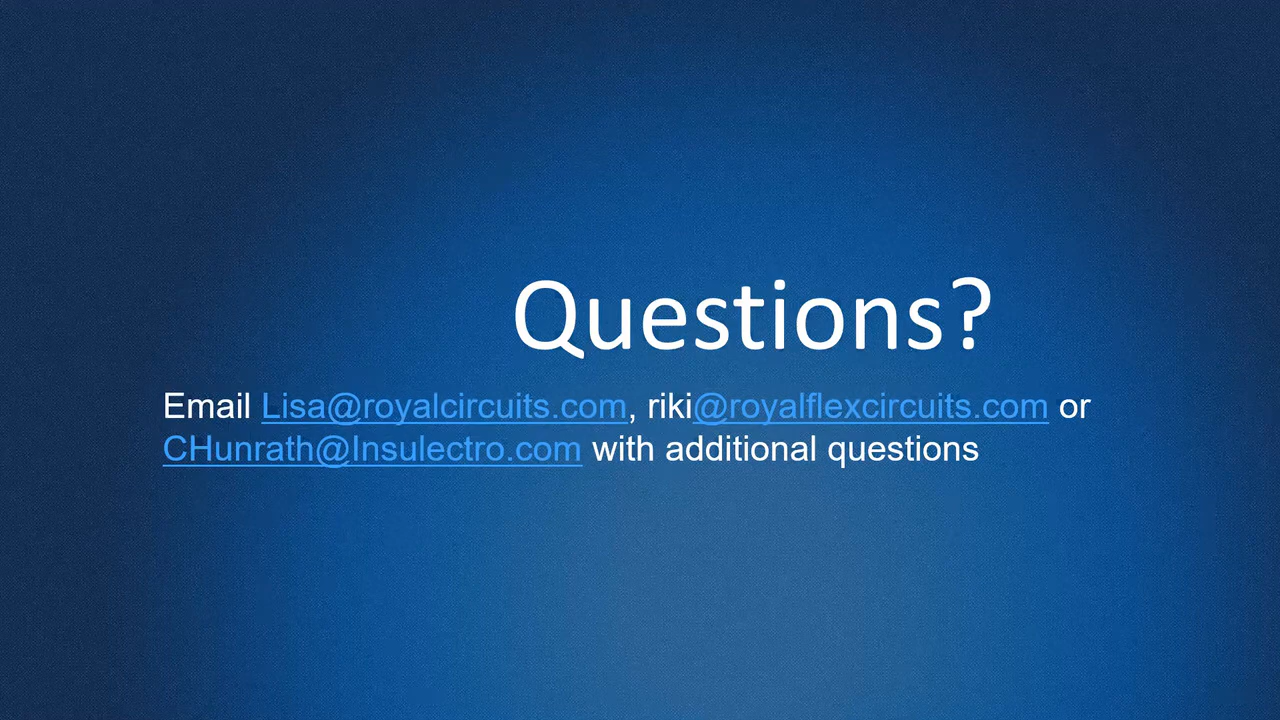 Questions?
Email Lisa@royalcircuits.com, riki@royalflexcircuits.com or
CHunrath@Insulectro.com with additional questions